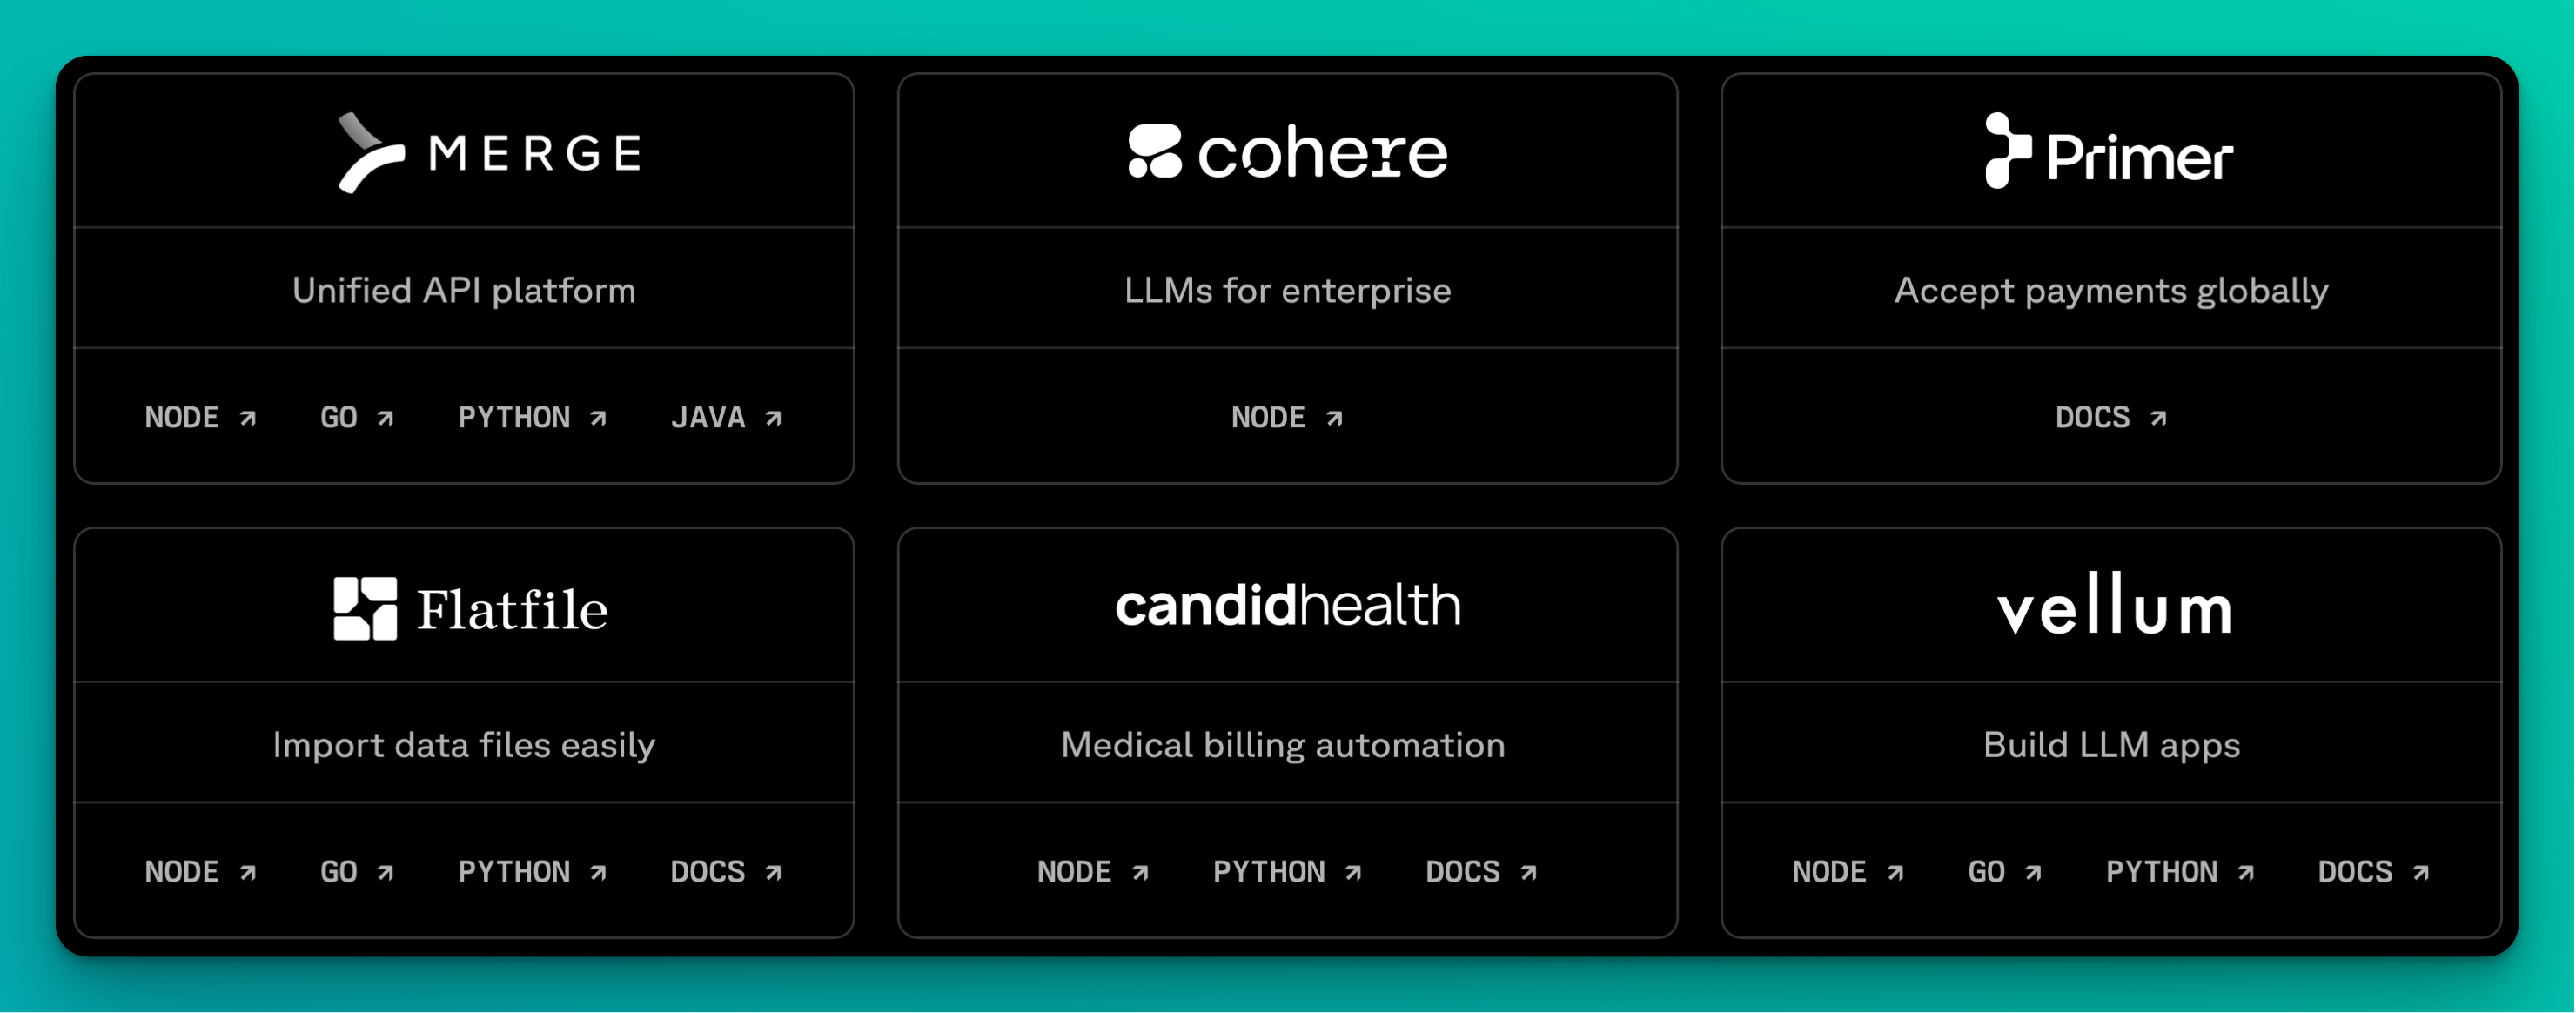 MERGE
Unified API platform
NODE ↗ GO ↗ PYTHON ↗ JAVA ↗
cohere
LLMs for enterprise
NODE ↗
Primer
Accept payments globally
DOCS ↗
Flatfile
Import data files easily
NODE ↗ GO ↗ PYTHON ↗ DOCS ↗
candidhealth
Medical billing automation
NODE ↗ PYTHON ↗ DOCS ↗
vellum
Build LLM apps
NODE ↗ GO ↗ PYTHON ↗ DOCS ↗